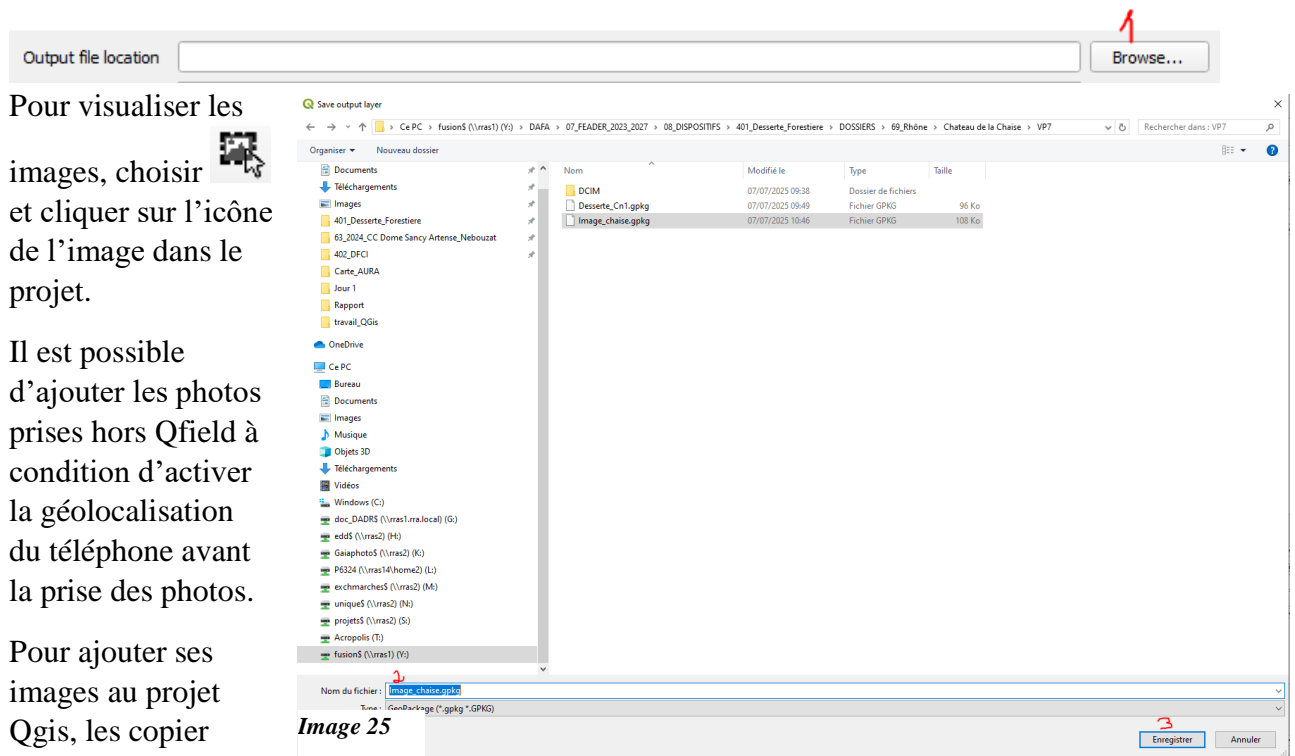 1
Output file location
Browse...
Pour visualiser les
images, choisir
et cliquer sur l’icône
de l’image dans le
projet.
Il est possible
d’ajouter les photos
prises hors Qfield à
condition d’activer
la géolocalisation
du téléphone avant
la prise des photos.
Pour ajouter ses
images au projet
Qgis, les copier
Save output layer
Ce PC > fusion$ (\\rras1) (Y:) > DAFA > 07_FEADER_2023_2027 > 08_DISPOSITIFS > 401_Desserte_Forestiere > DOSSIERS > 69_Rhône > Chateau de la Chaise > VP7
Rechercher dans : VP7
Organiser Nouveau dossier
Documents
Téléchargements
Images
401_Desserte_Forestiere
63_2024_CC Dome Sancy Artense_Nebouzat
402_DFCI
Carte_AURA
Jour 1
Rapport
travail_QGis
OneDrive
Ce PC
Bureau
Documents
Images
Musique
Objets 3D
Téléchargements
Vidéos
Windows (C:)
doc_DADR$ (\\rras1.rra.local) (G:)
edd$ (\\rras2) (H:)
Gaiaphoto$ (\\rras2) (K:)
P6324 (\\rras14\home2) (L:)
exchmarches$ (\\rras2) (M:)
unique$ (\\rras2) (N:)
projets$ (\\rras2) (S:)
Acropolis (T:)
fusion$ (\\rras1) (Y:)
Nom Modifié le Type Taille
DCIM 07/07/2025 09:38 Dossier de fichiers
Desserte_Cn1.gpkg 07/07/2025 09:49 Fichier GPKG 96 Ko
Image_chaise.gpkg 07/07/2025 10:46 Fichier GPKG 108 Ko
2
Nom du fichier : Image_chaise.gpkg
Type : GeoPackage (*.gpkg *.GPKG)
Image 25
3
Enregistrer Annuler